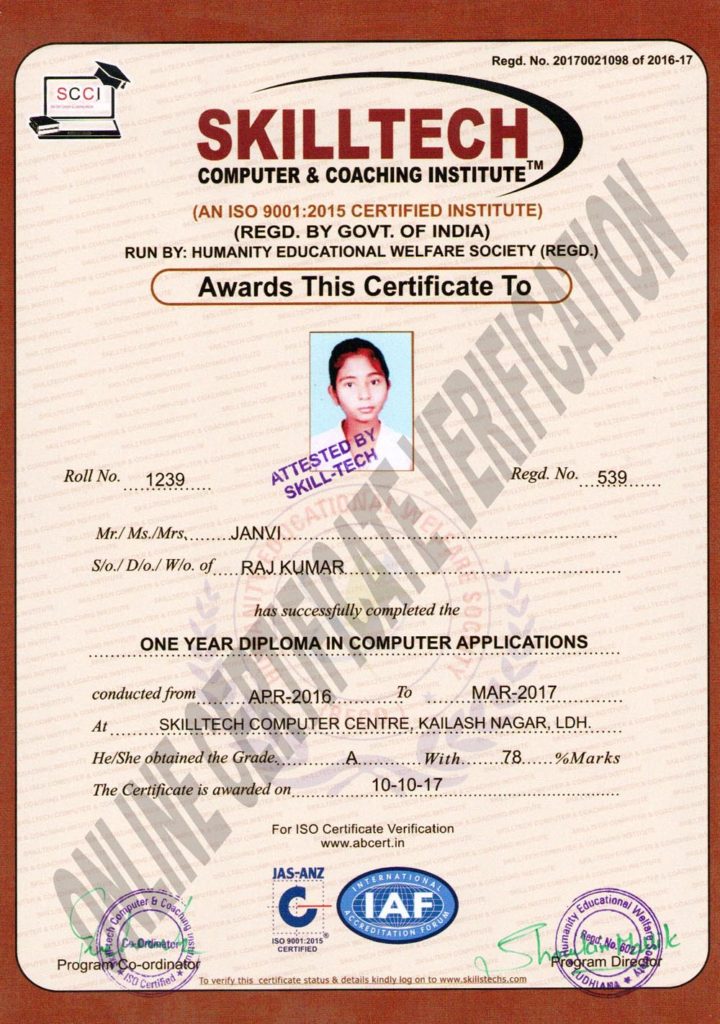 Regd. No. 20170021098 of 2016-17
SCCI
SKILLTECH
COMPUTER & COACHING INSTITUTE™
(AN ISO 9001:2015 CERTIFIED INSTITUTE)
(REGD. BY GOVT. OF INDIA)
RUN BY: HUMANITY EDUCATIONAL WELFARE SOCIETY (REGD.)
Awards This Certificate To
ATTESTED BY
SKILL-TECH
Roll No. 1239 Regd. No. 539
Mr./ Ms./Mrs. JANVI
S/o./ D/o./ W/o. of RAJ KUMAR
has successfully completed the
ONE YEAR DIPLOMA IN COMPUTER APPLICATIONS
conducted from APR-2016 To MAR-2017
At SKILLTECH COMPUTER CENTRE, KAILASH NAGAR, LDH.
He/She obtained the Grade A With 78 %Marks
The Certificate is awarded on 10-10-17
ONLINE CERTIFICATE VERIFICATION
For ISO Certificate Verification
www.abcert.in
JAS-ANZ
C
ISO 9001:2015
CERTIFIED
INTERNATIONAL
IAF
ACCREDITATION FORUM
Skilltech Computer & Coaching Institute
Co-Ordinator
ISO Certified
Program Co-ordinator
Humanity Educational Welfare Society
Regd. No. 602
LUDHIANA
Program Director
To verify this certificate status & details kindly log on to www.skilltechs.com